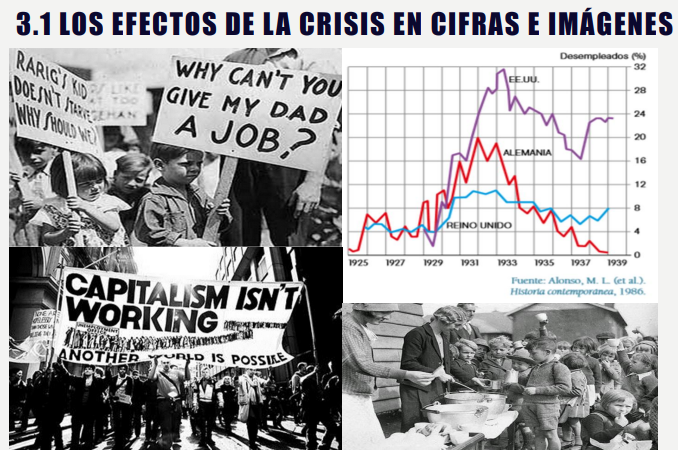 3.1 LOS EFECTOS DE LA CRISIS EN CIFRAS E IMÁGENES
RARIG'S KID
DOESN'T STARVE
WHY SHOULD WE?
WHY CAN'T YOU
GIVE MY DAD
A JOB?
Desempleados (%)
32
28
24
20
16
12
8
4
0
EE.UU.
ALEMANIA
REINO UNIDO
1925 1927 1929 1931 1933 1935 1937 1939
Fuente: Alonso, M. L. (et al.).
Historia contemporánea, 1986.
CAPITALISM ISN'T
WORKING
ANOTHER WORLD IS POSSIBLE